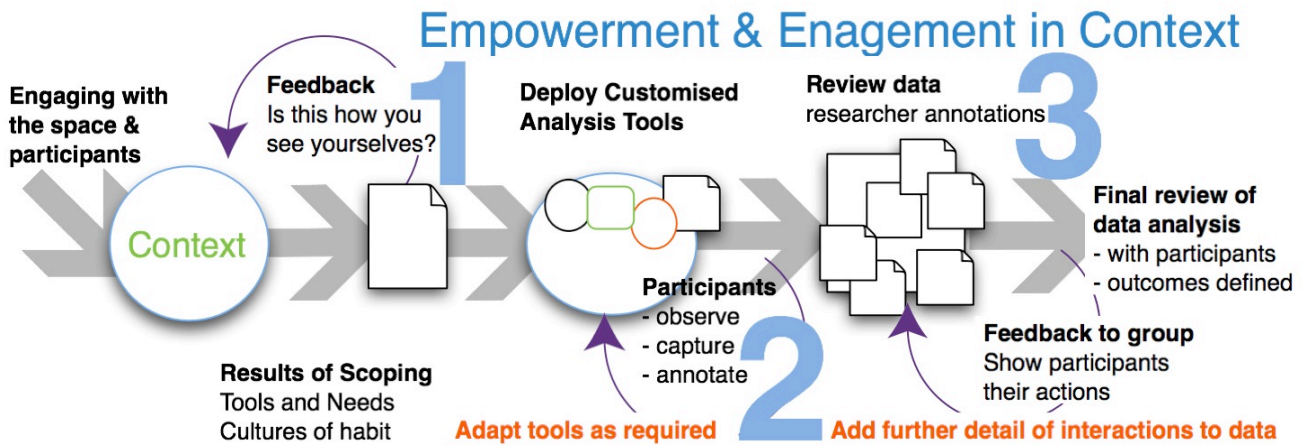 Empowerment & Enagement in Context
Engaging with
the space &
participants
Context
Feedback
Is this how you
see yourselves?
1
Results of Scoping
Tools and Needs
Cultures of habit
Deploy Customised
Analysis Tools
Participants
- observe
- capture
- annotate
2
Adapt tools as required
Review data
researcher annotations
3
Final review of
data analysis
- with participants
- outcomes defined
Feedback to group
Show participants
their actions
Add further detail of interactions to data